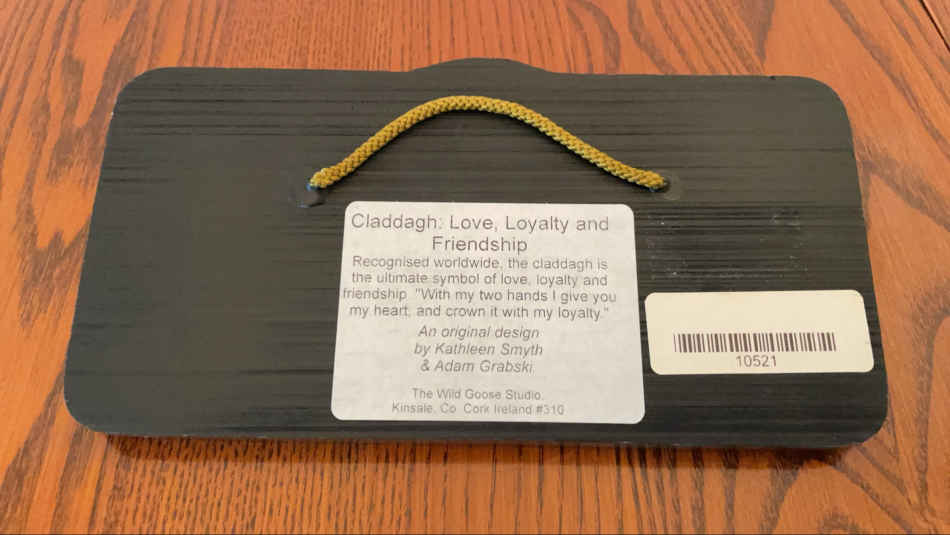 Claddagh: Love, Loyalty and
Friendship
Recognised worldwide, the claddagh is
the ultimate symbol of love, loyalty and
friendship. "With my two hands I give you
my heart, and crown it with my loyalty."
An original design
by Kathleen Smyth
& Adam Grabski.
The Wild Goose Studio,
Kinsale, Co. Cork Ireland #310
10521